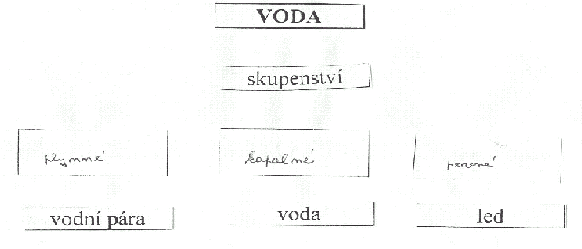 VODA
skupenství
plynné kapalné pevné
vodní pára voda led